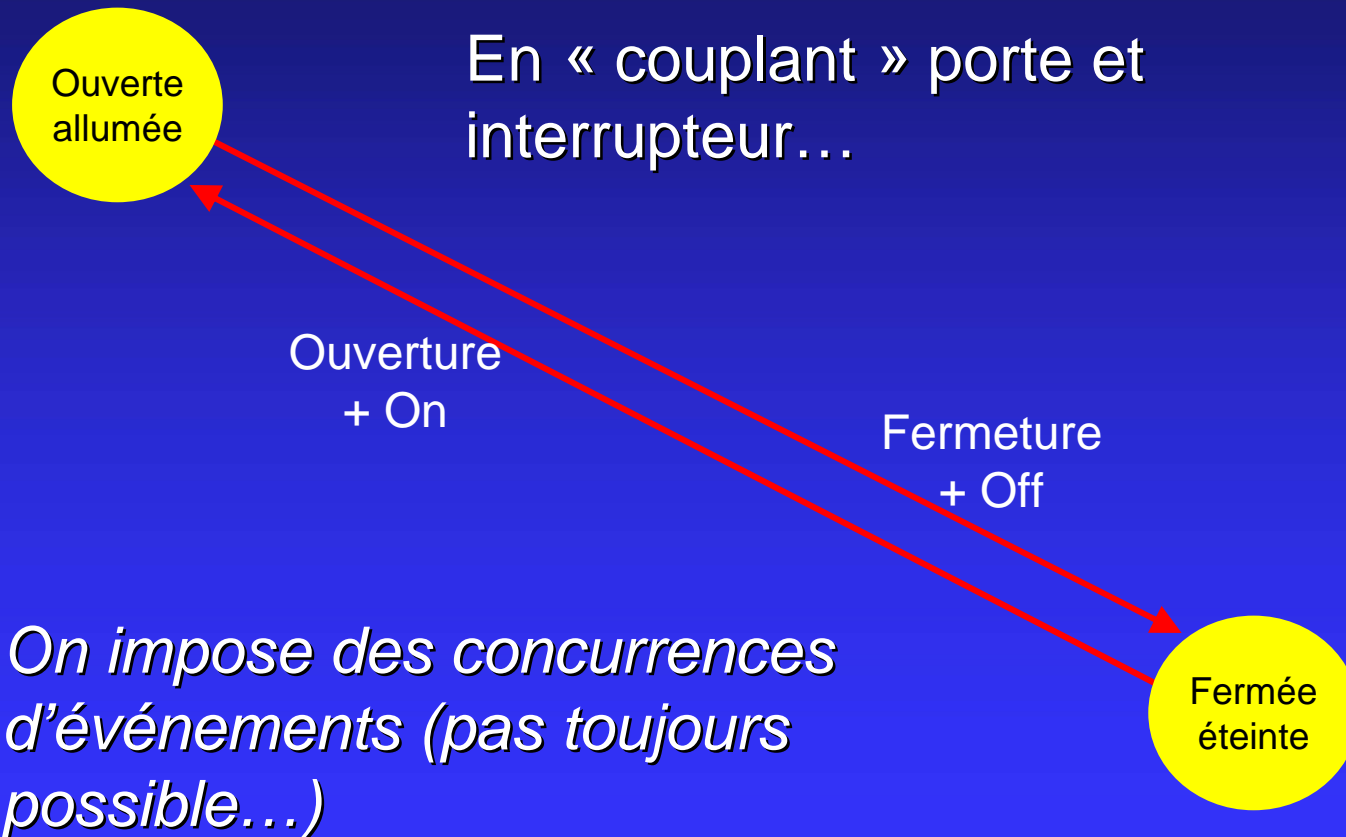 Ouverte
allumée
En « couplant » porte et
interrupteur…
Ouverture
+ On
Fermeture
+ Off
On impose des concurrences
d’événements (pas toujours
possible…)
Fermée
éteinte